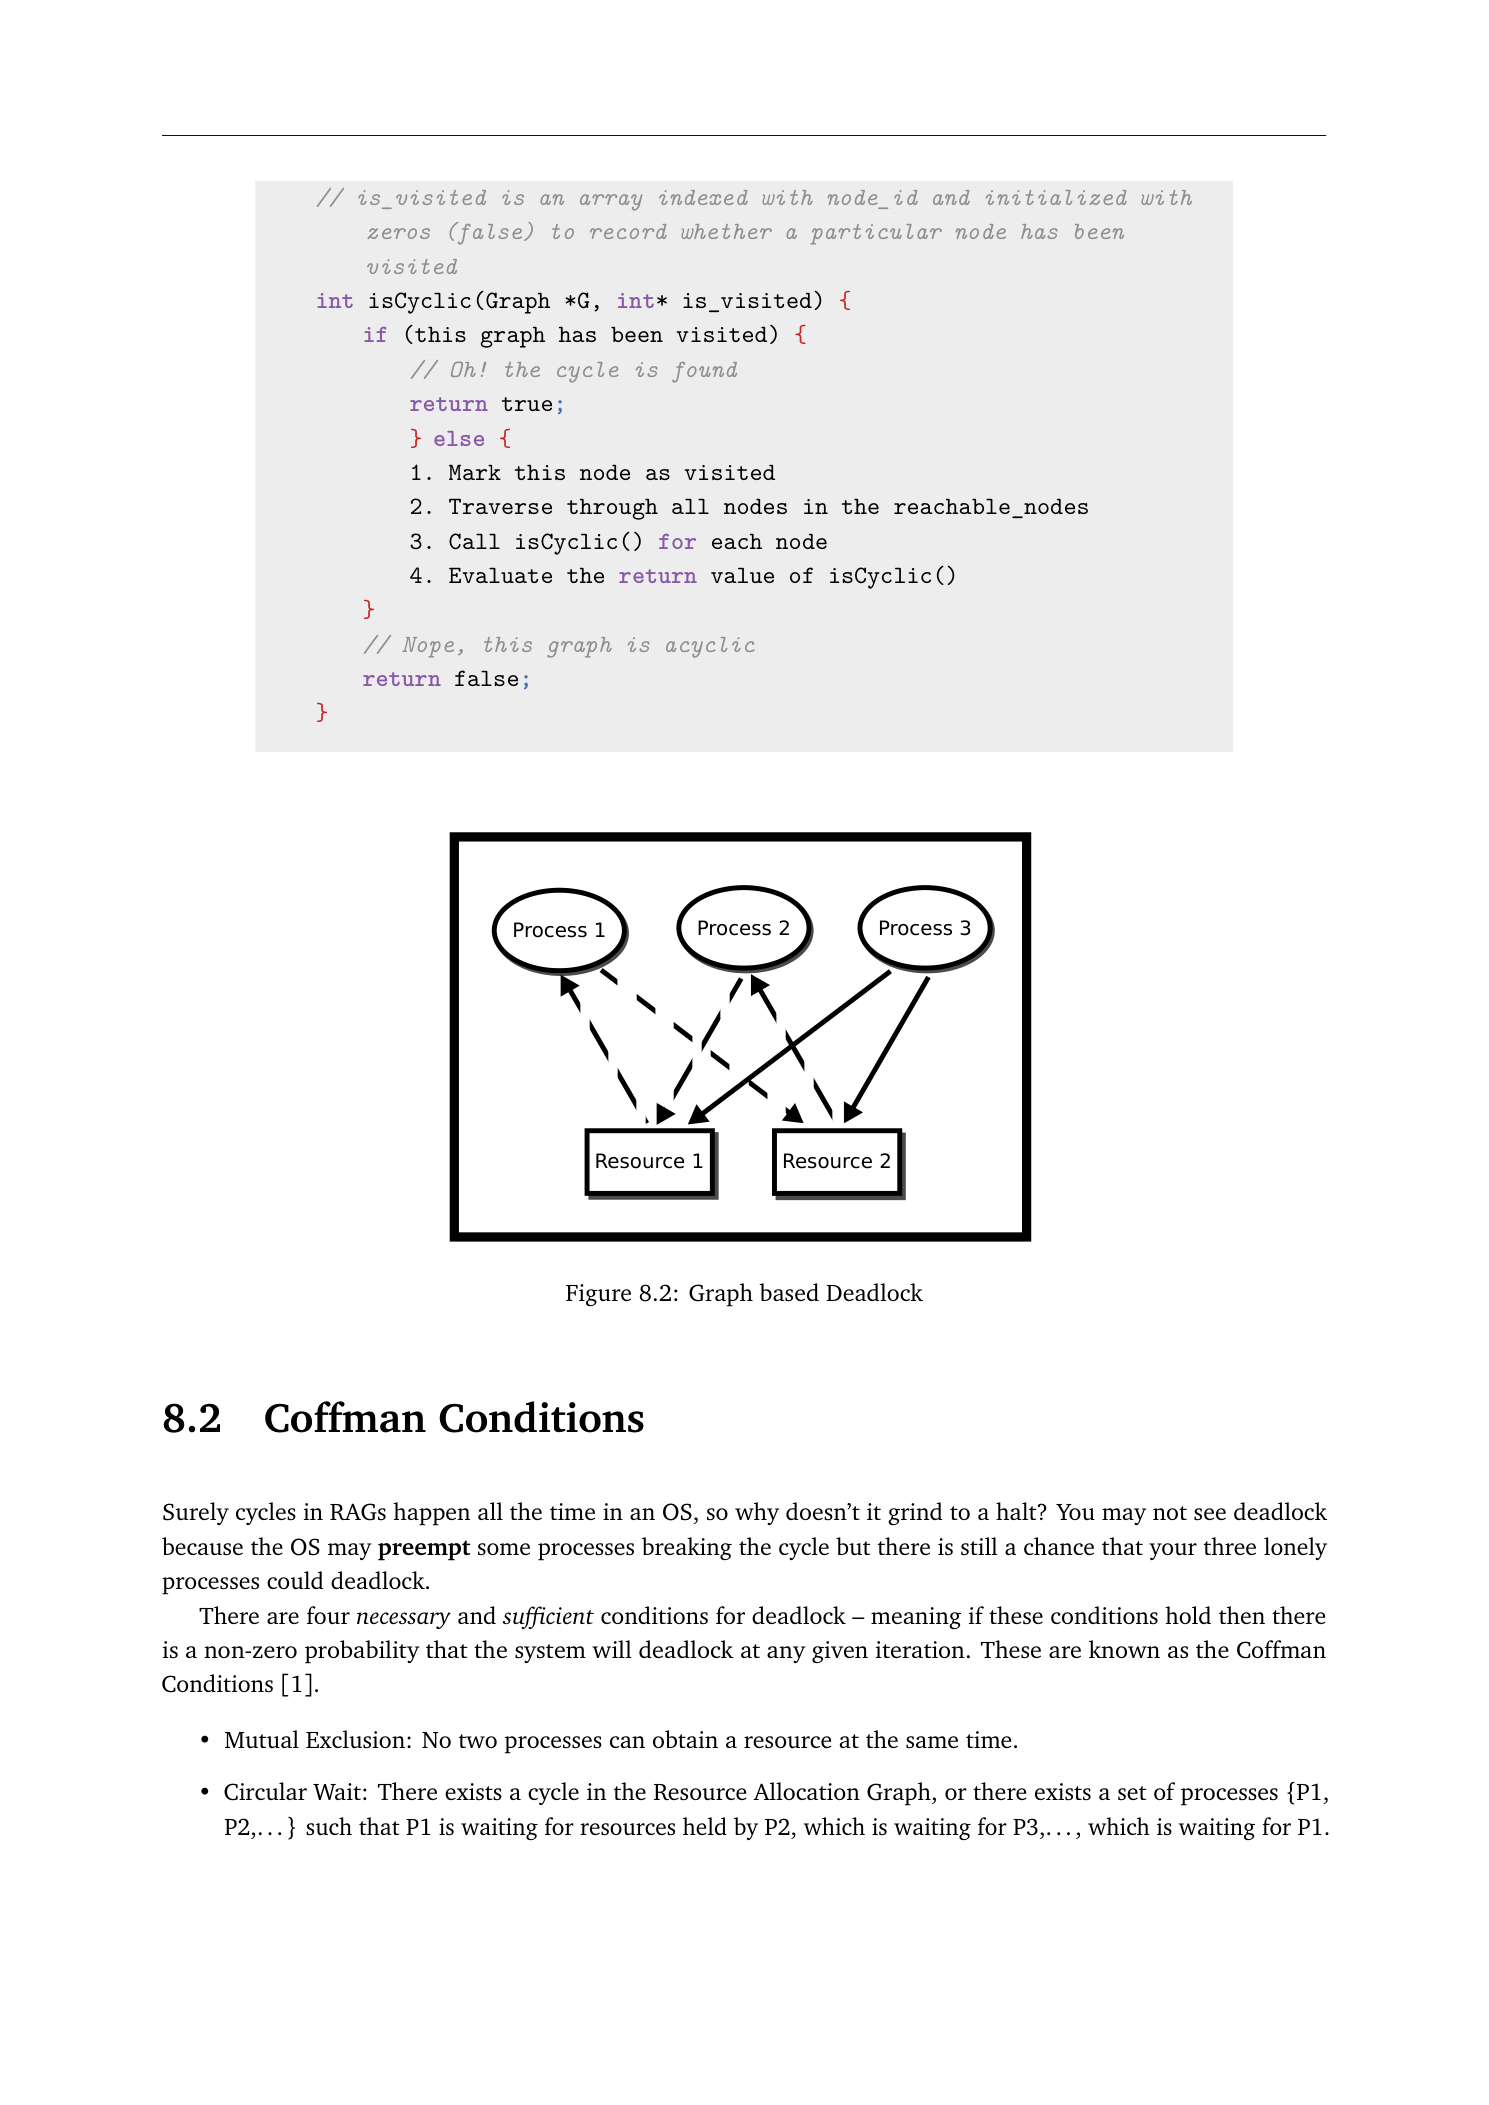 // is_visited is an array indexed with node_id and initialized with
zeros (false) to record whether a particular node has been
visited
int isCyclic(Graph *G, int* is_visited) {
if (this graph has been visited) {
// Oh! the cycle is found
return true;
} else {
1. Mark this node as visited
2. Traverse through all nodes in the reachable_nodes
3. Call isCyclic() for each node
4. Evaluate the return value of isCyclic()
}
// Nope, this graph is acyclic
return false;
}
Process 1 Process 2 Process 3
Resource 1 Resource 2
Figure 8.2: Graph based Deadlock
8.2 Coffman Conditions
Surely cycles in RAGs happen all the time in an OS, so why doesn’t it grind to a halt? You may not see deadlock
because the OS may preempt some processes breaking the cycle but there is still a chance that your three lonely
processes could deadlock.
There are four necessary and sufficient conditions for deadlock – meaning if these conditions hold then there
is a non-zero probability that the system will deadlock at any given iteration. These are known as the Coffman
Conditions [1].
• Mutual Exclusion: No two processes can obtain a resource at the same time.
• Circular Wait: There exists a cycle in the Resource Allocation Graph, or there exists a set of processes {P1,
P2,...} such that P1 is waiting for resources held by P2, which is waiting for P3,..., which is waiting for P1.